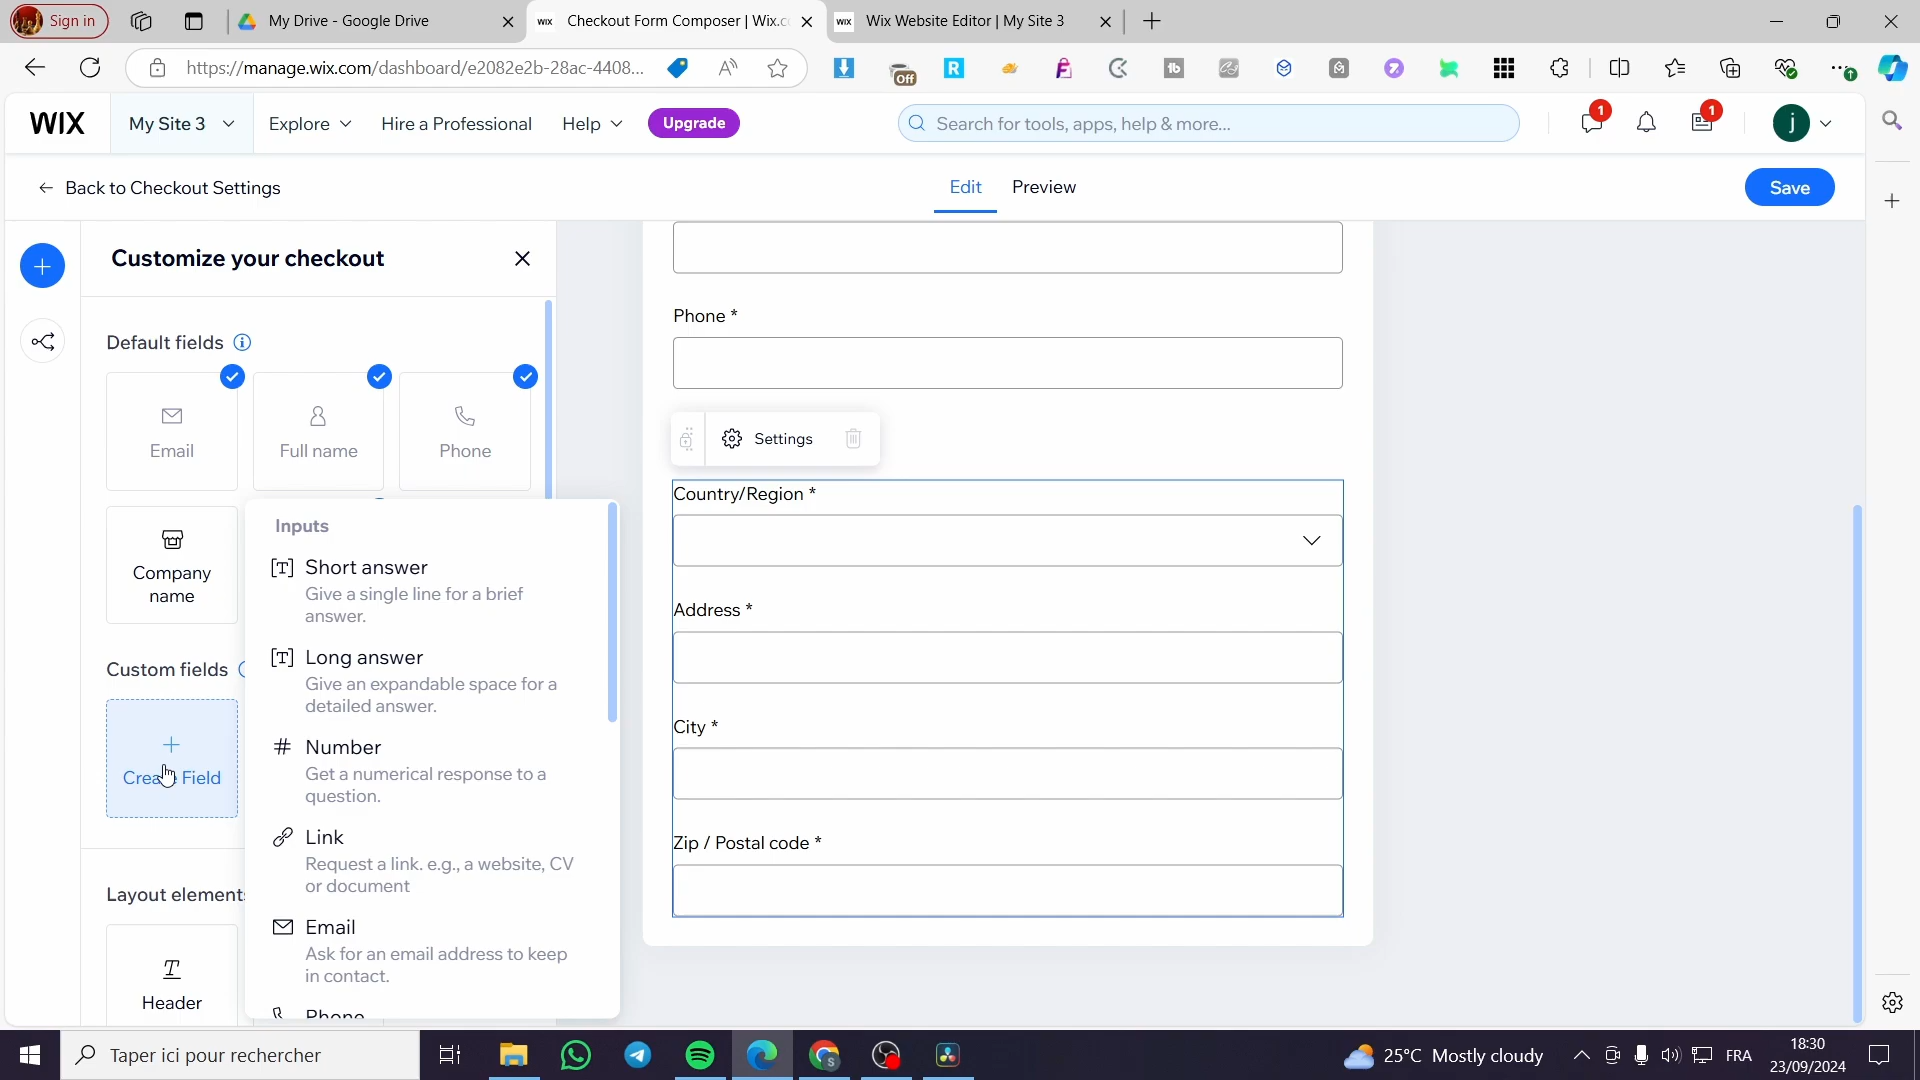 Sign in
My Drive - Google Drive
WIX
Checkout Form Composer | Wix.c
WIX
Wix Website Editor | My Site 3
https://manage.wix.com/dashboard/e2082e2b-28ac-4408...
Off
WIX
My Site 3
Explore
Hire a Professional
Help
Upgrade
Search for tools, apps, help & more...
1
1
j
Back to Checkout Settings
Edit
Preview
Save
Customize your checkout
Default fields
Email
Full name
Phone
Company
name
Custom fields
Create Field
Layout elements
Header
Inputs
Short answer
Give a single line for a brief
answer.
Long answer
Give an expandable space for a
detailed answer.
Number
Get a numerical response to a
question.
Link
Request a link. e.g., a website, CV
or document
Email
Ask for an email address to keep
in contact.
Phone
Phone *
Settings
Country/Region *
Address *
City *
Zip / Postal code *
Taper ici pour rechercher
25°C Mostly cloudy
FRA
18:30
23/09/2024